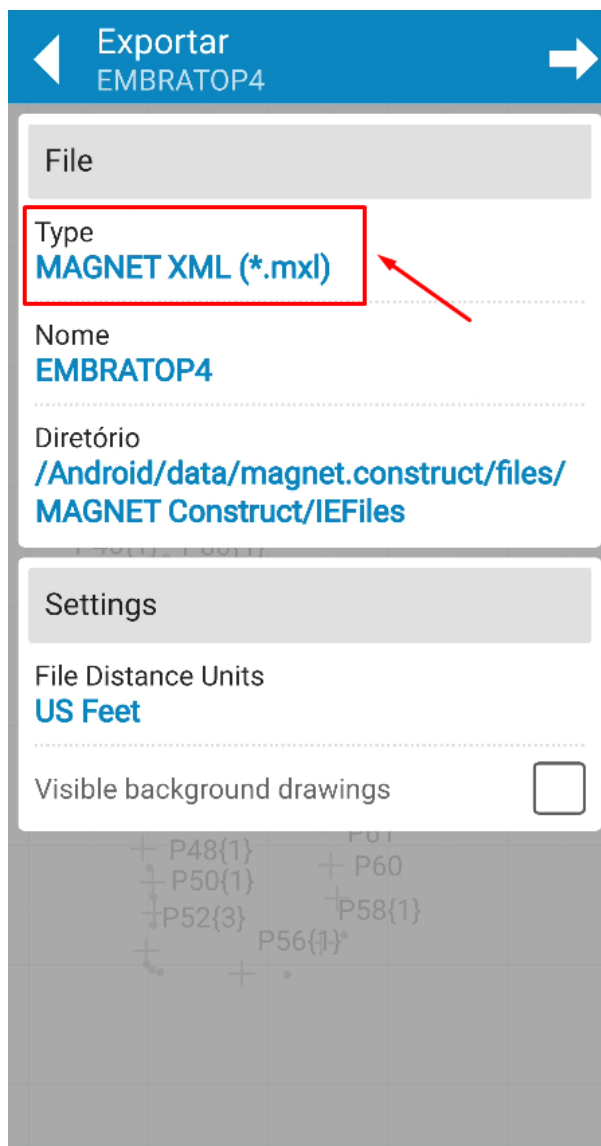 Exportar
EMBRATOP4
File
Type
MAGNET XML (*.mxl)
Nome
EMBRATOP4
Diretório
/Android/data/magnet.construct/files/
MAGNET Construct/IEFiles
Settings
File Distance Units
US Feet
Visible background drawings
P61
P48{1}
P60
P50{1}
P52{3}
P58{1}
P56{1}